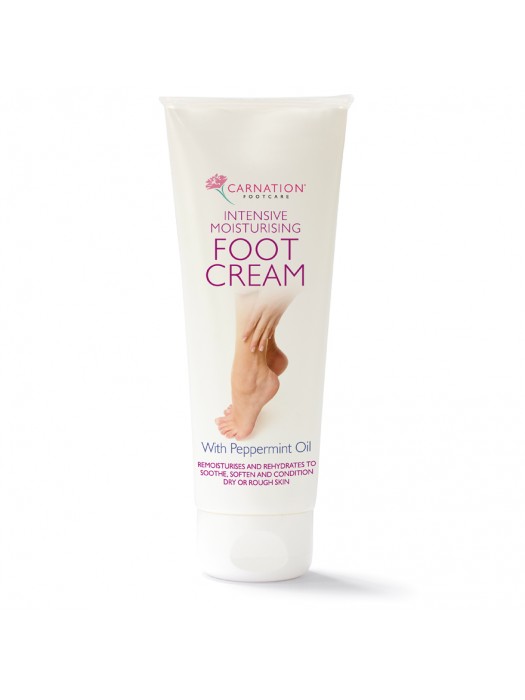 CARNATION®
FOOTCARE
INTENSIVE
MOISTURISING
FOOT
CREAM
With Peppermint Oil
REMOISTURISES AND REHYDRATES TO
SOOTHE, SOFTEN AND CONDITION
DRY OR ROUGH SKIN